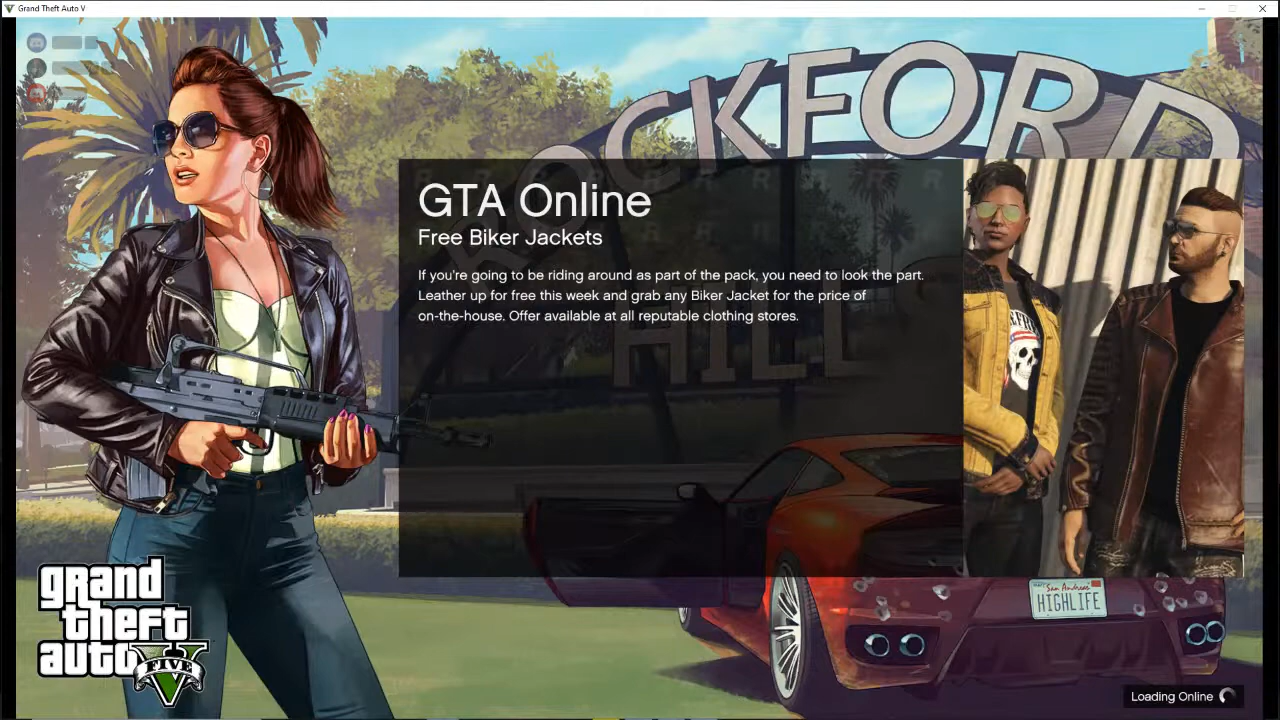 Grand Theft Auto V
ROCKFORD
HILL
GTA Online
Free Biker Jackets
If you're going to be riding around as part of the pack, you need to look the part.
Leather up for free this week and grab any Biker Jacket for the price of
on-the-house. Offer available at all reputable clothing stores.
San Andreas
HIGHLIFE
grand
theft
auto
FIVE
Loading Online